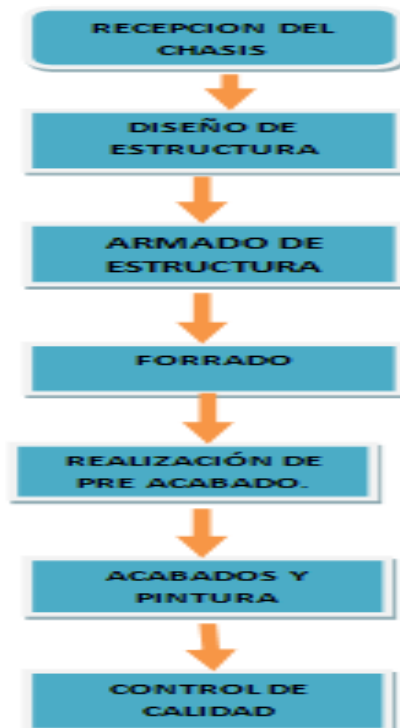 RECEPCION DEL
CHASIS
DISEÑO DE
ESTRUCTURA
ARMADO DE
ESTRUCTURA
FORRADO
REALIZACIÓN DE
PRE ACABADO.
ACABADOS Y
PINTURA
CONTROL DE
CALIDAD